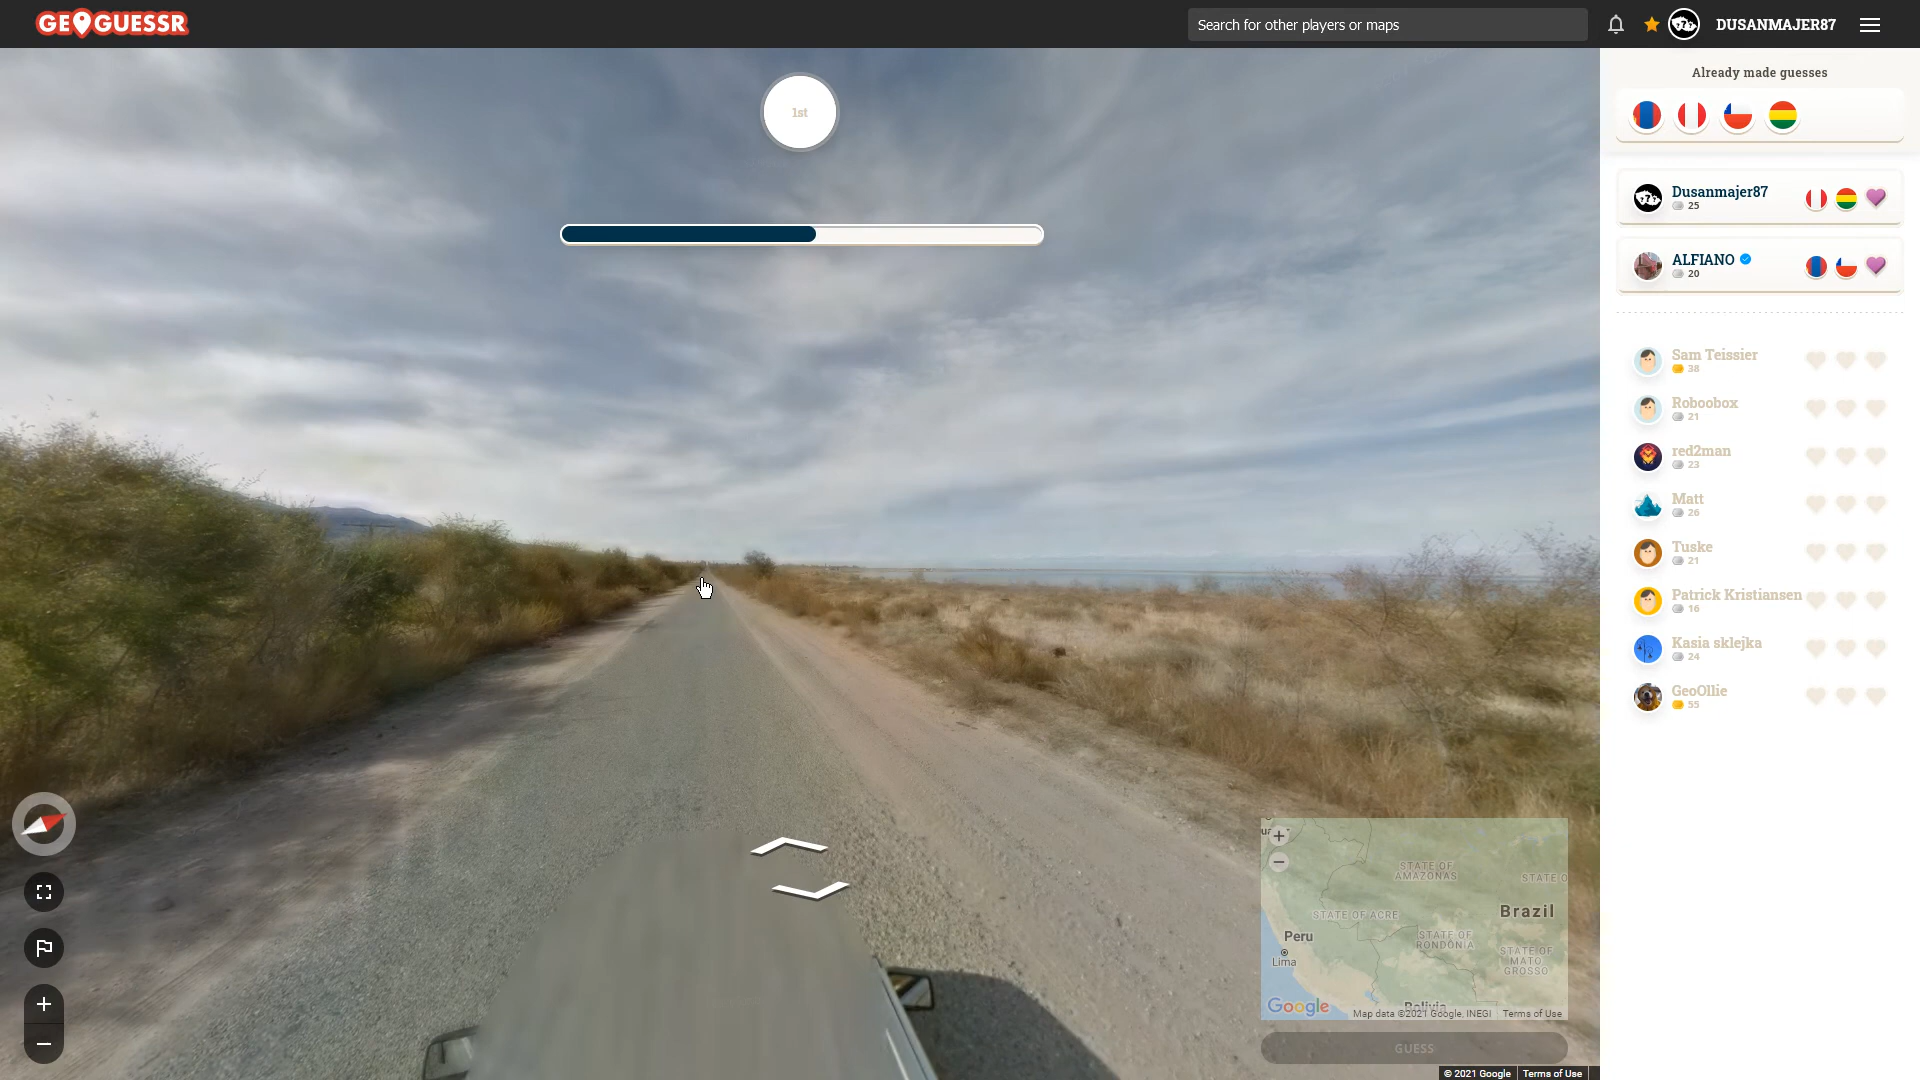 GEOGUESSR
Search for other players or maps
DUSANMAJER87
1st
Already made guesses
Dusanmajer87
25
ALFIANO
20
Sam Teissier
38
Roboobox
21
red2man
23
Matt
26
Tuske
21
Patrick Kristiansen
16
Kasia sklejka
24
GeoOllie
55
STATE OF
AMAZONAS
STATE O
Brazil
STATE OF ACRE
STATE OF
RONDÔNIA
Peru
Lima
STATE OF
MATO
GROSSO
Bolivia
Google
Map data ©2021 Google, INEGI
Terms of Use
GUESS
© 2021 Google
Terms of Use